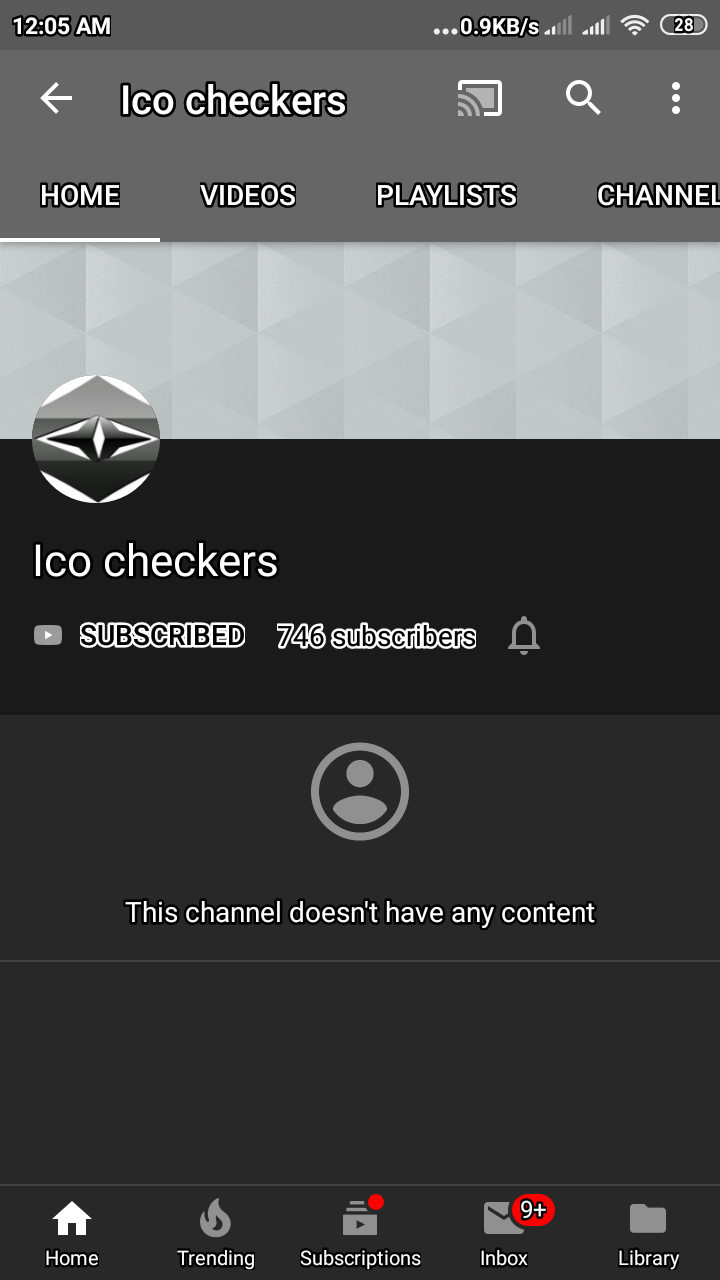 12:05 AM ...0.9KB/s 28
Ico checkers
HOME VIDEOS PLAYLISTS CHANNEL
Ico checkers
SUBSCRIBED 746 subscribers
This channel doesn't have any content
9+
Home Trending Subscriptions Inbox Library